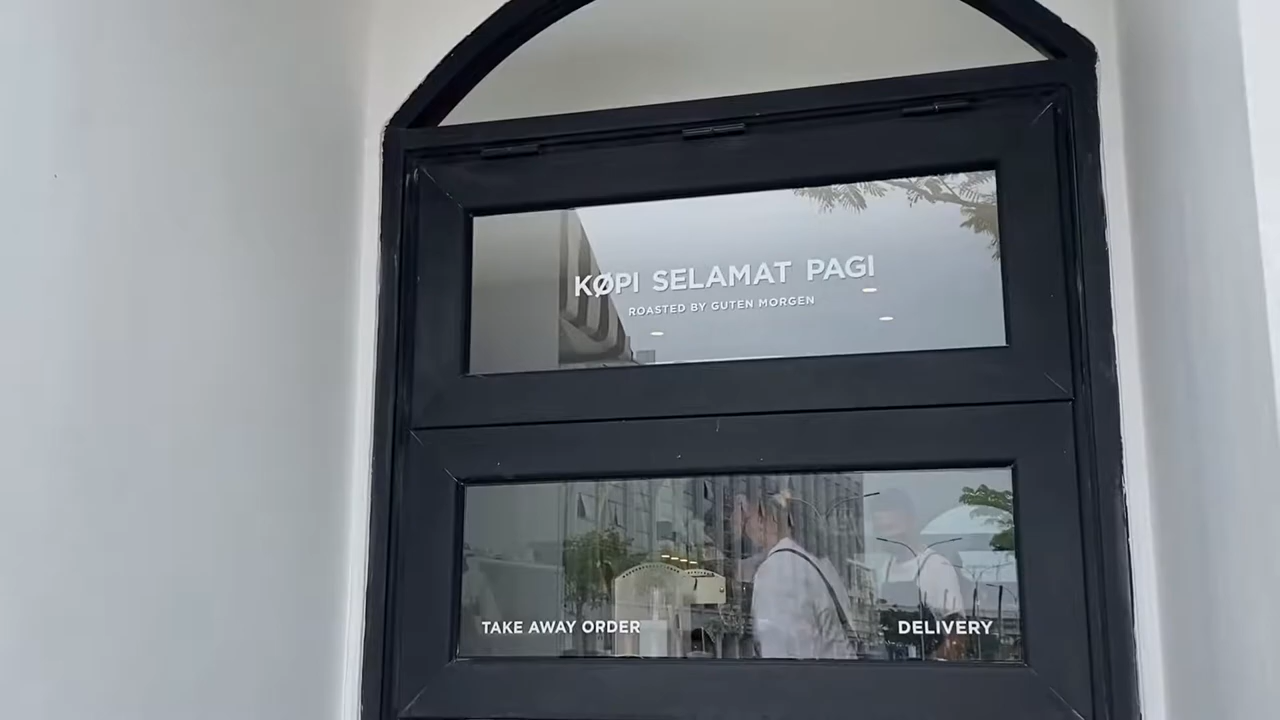 KØPI SELAMAT PAGI
ROASTED BY GUTEN MORGEN
TAKE AWAY ORDER
DELIVERY